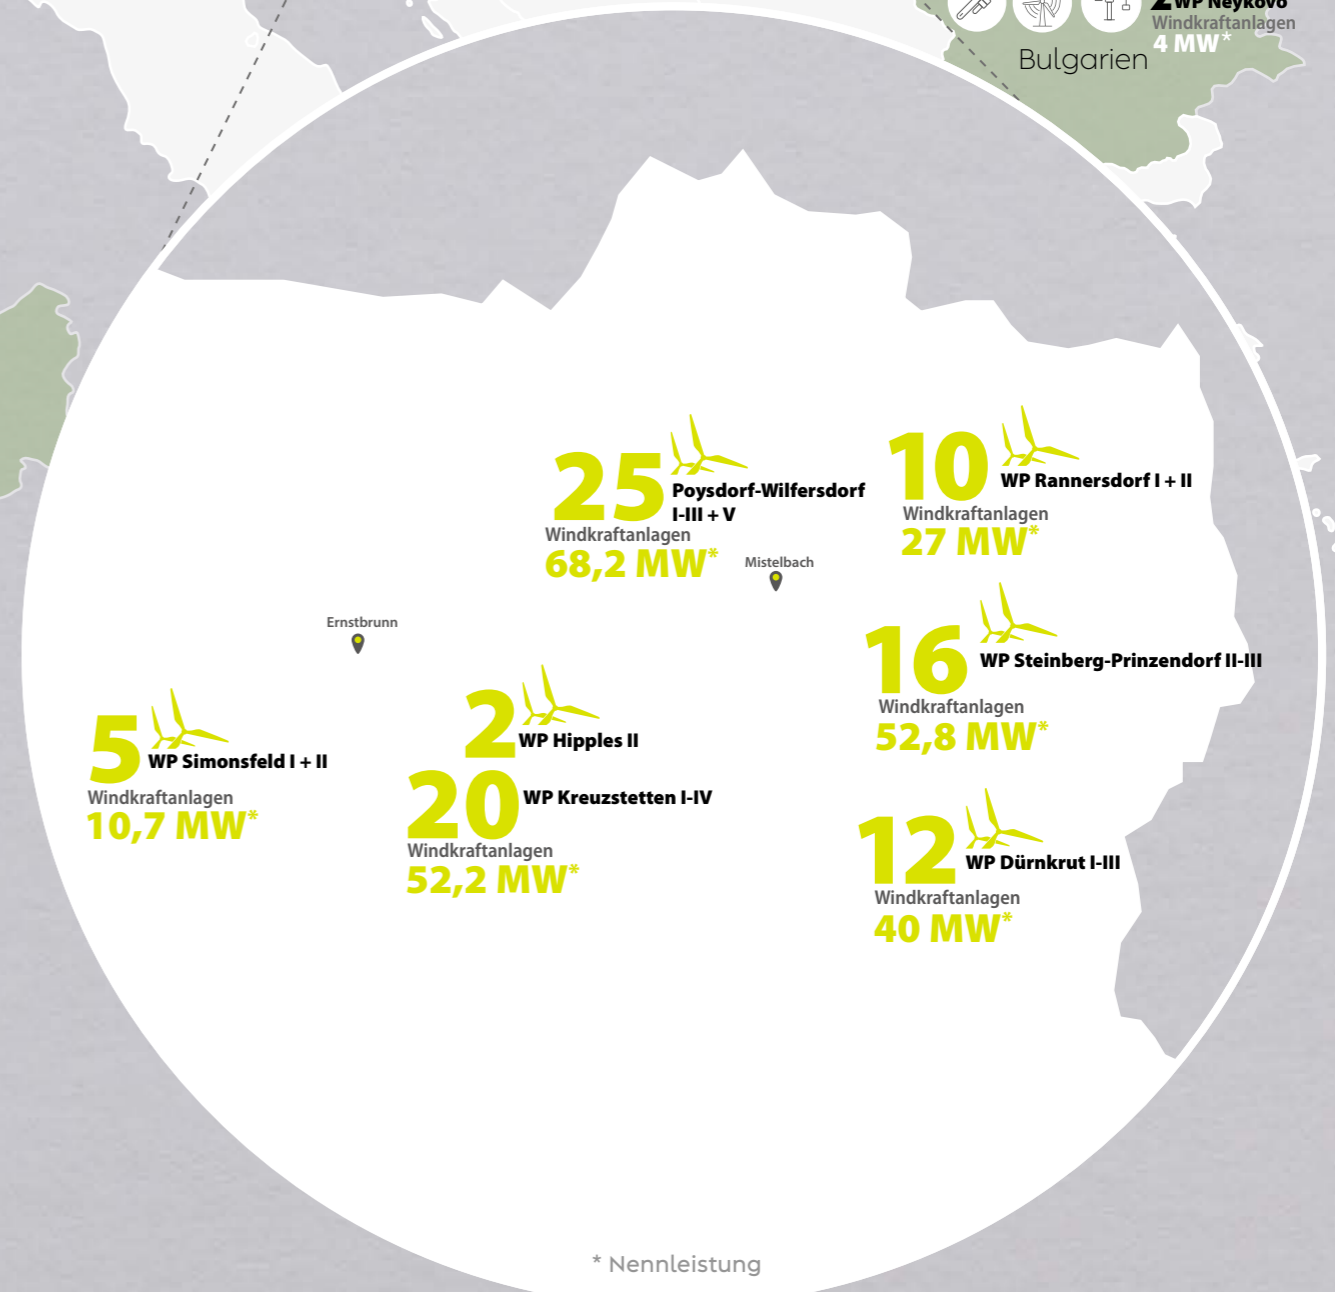 2 WP Neykovo
Windkraftanlagen
4 MW*
Bulgarien
25
Poysdorf-Wilfersdorf
I-III + V
Windkraftanlagen
68,2 MW*
10
WP Rannersdorf I + II
Windkraftanlagen
27 MW*
Mistelbach
Ernstbrunn
16
WP Steinberg-Prinzendorf II-III
Windkraftanlagen
52,8 MW*
5
WP Simonsfeld I + II
Windkraftanlagen
10,7 MW*
2
WP Hipples II
20
WP Kreuzstetten I-IV
Windkraftanlagen
52,2 MW*
12
WP Dürnkrut I-III
Windkraftanlagen
40 MW*
* Nennleistung